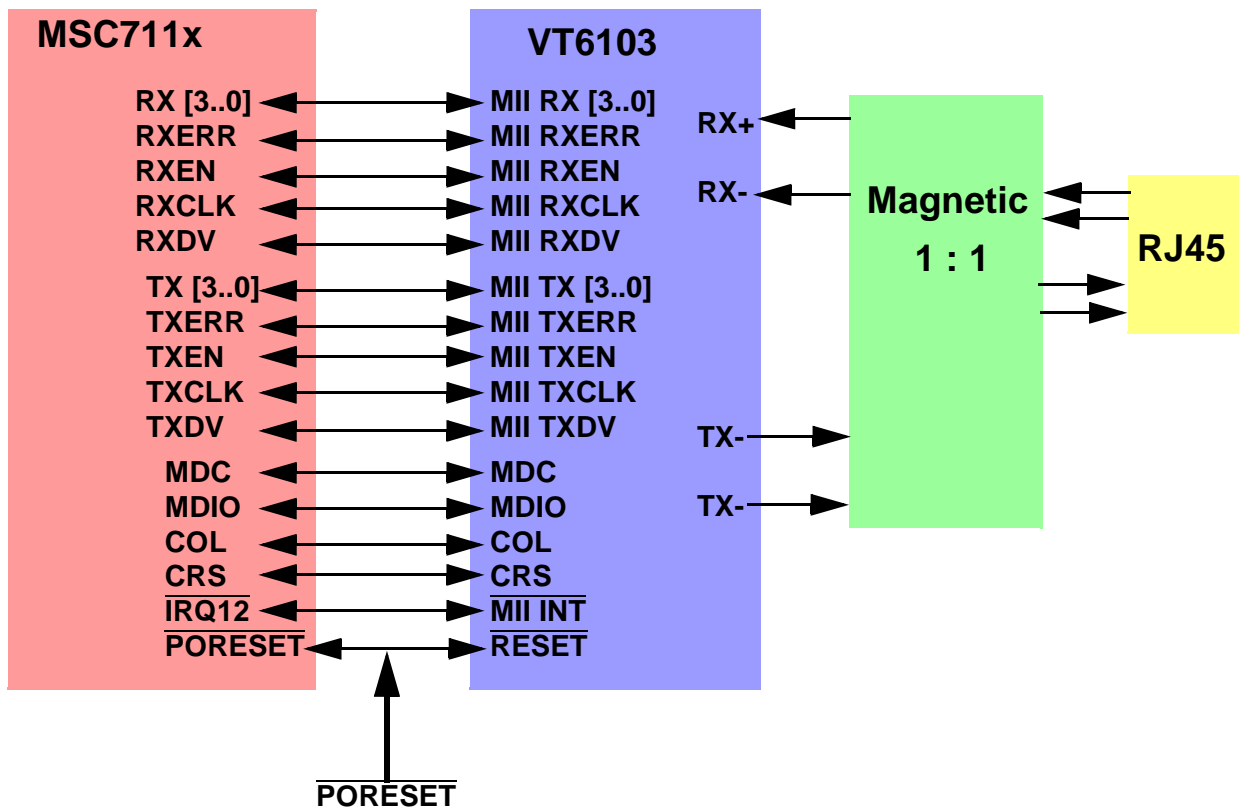 MSC711x
RX [3..0]
RXERR
RXEN
RXCLK
RXDV
TX [3..0]
TXERR
TXEN
TXCLK
TXDV
MDC
MDIO
COL
CRS
IRQ12
PORESET
VT6103
MII RX [3..0]
MII RXERR
MII RXEN
MII RXCLK
MII RXDV
MII TX [3..0]
MII TXERR
MII TXEN
MII TXCLK
MII TXDV
MDC
MDIO
COL
CRS
MII INT
RESET
RX+
RX-
TX-
TX-
Magnetic
1 : 1
RJ45
PORESET